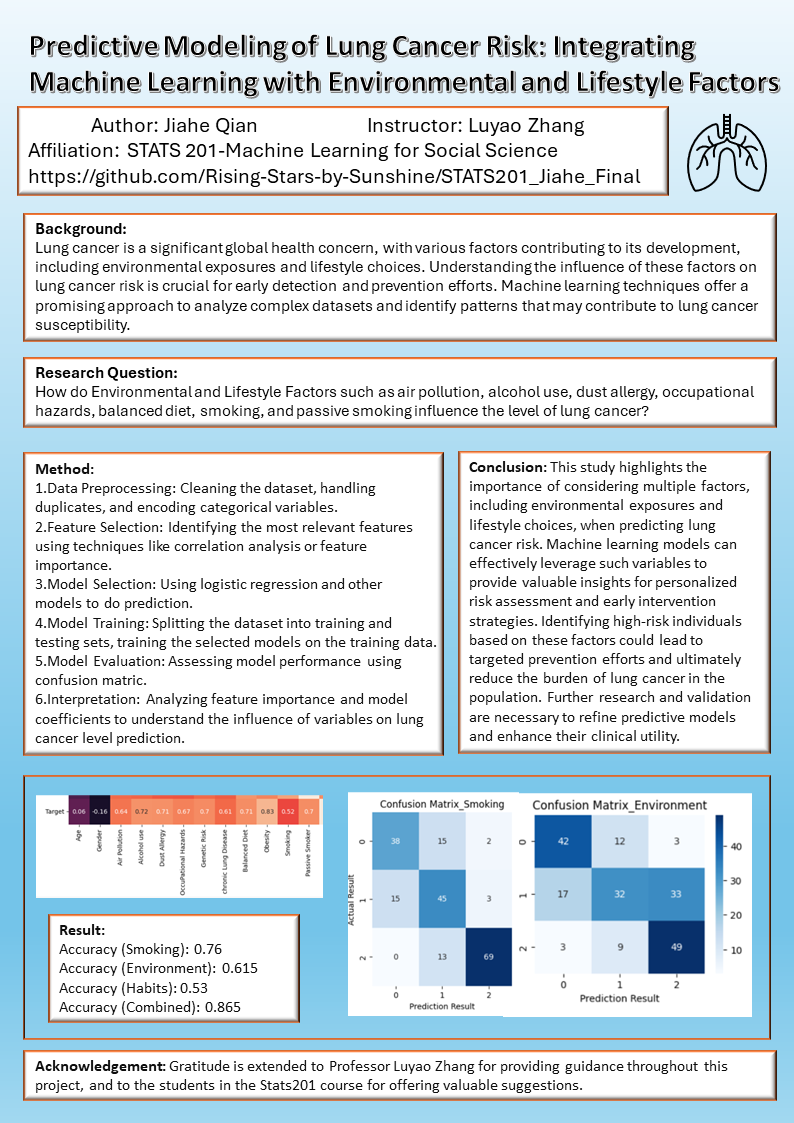 Predictive Modeling of Lung Cancer Risk: Integrating
Machine Learning with Environmental and Lifestyle Factors
Author: Jiahe Qian Instructor: Luyao Zhang
Affiliation: STATS 201-Machine Learning for Social Science
https://github.com/Rising-Stars-by-Sunshine/STATS201_Jiahe_Final
Background:
Lung cancer is a significant global health concern, with various factors contributing to its development,
including environmental exposures and lifestyle choices. Understanding the influence of these factors on
lung cancer risk is crucial for early detection and prevention efforts. Machine learning techniques offer a
promising approach to analyze complex datasets and identify patterns that may contribute to lung cancer
susceptibility.
Research Question:
How do Environmental and Lifestyle Factors such as air pollution, alcohol use, dust allergy, occupational
hazards, balanced diet, smoking, and passive smoking influence the level of lung cancer?
Method:
1.Data Preprocessing: Cleaning the dataset, handling
duplicates, and encoding categorical variables.
2.Feature Selection: Identifying the most relevant features
using techniques like correlation analysis or feature
importance.
3.Model Selection: Using logistic regression and other
models to do prediction.
4.Model Training: Splitting the dataset into training and
testing sets, training the selected models on the training data.
5.Model Evaluation: Assessing model performance using
confusion matric.
6.Interpretation: Analyzing feature importance and model
coefficients to understand the influence of variables on lung
cancer level prediction.
Conclusion: This study highlights the
importance of considering multiple factors,
including environmental exposures and
lifestyle choices, when predicting lung
cancer risk. Machine learning models can
effectively leverage such variables to
provide valuable insights for personalized
risk assessment and early intervention
strategies. Identifying high-risk individuals
based on these factors could lead to
targeted prevention efforts and ultimately
reduce the burden of lung cancer in the
population. Further research and validation
are necessary to refine predictive models
and enhance their clinical utility.
Target 0.06 -0.16 0.64 0.72 0.71 0.67 0.7 0.61 0.71 0.83 0.52 0.7
Age
Gender
Air Pollution
Alcohol use
Dust Allergy
OccuPational Hazards
Genetic Risk
chronic Lung Disease
Balanced Diet
Obesity
Smoking
Passive Smoker
Result:
Accuracy (Smoking): 0.76
Accuracy (Environment): 0.615
Accuracy (Habits): 0.53
Accuracy (Combined): 0.865
Confusion Matrix_Smoking
Actual Result
0 38 15 2
1 15 45 3
2 0 13 69
0 1 2
Prediction Result
Confusion Matrix_Environment
0 42 12 3
1 17 32 33
2 3 9 49
0 1 2
Prediction Result
40
30
20
10
Acknowledgement: Gratitude is extended to Professor Luyao Zhang for providing guidance throughout this
project, and to the students in the Stats201 course for offering valuable suggestions.